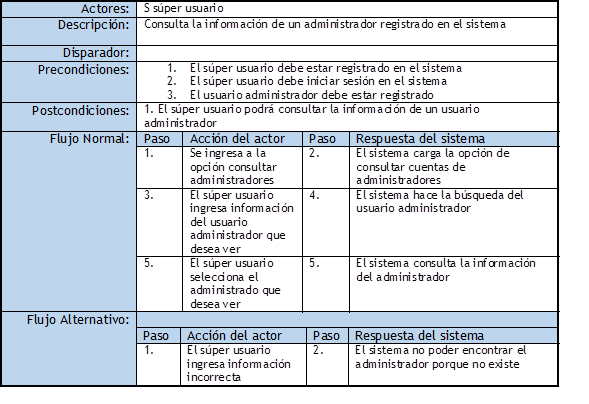 Actores: S súper usuario
Descripción: Consulta la información de un administrador registrado en el sistema
Disparador:
Precondiciones: 1. El súper usuario debe estar registrado en el sistema
2. El súper usuario debe iniciar sesión en el sistema
3. El usuario administrador debe estar registrado
Postcondiciones: 1. El súper usuario podrá consultar la información de un usuario
administrador
Flujo Normal: Paso Acción del actor Paso Respuesta del sistema
1. Se ingresa a la 2. El sistema carga la opción de
opción consultar consultar cuentas de
administradores administradores
3. El súper usuario 4. El sistema hace la búsqueda del
ingresa información usuario administrador
del usuario
administrador que
desea ver
5. El súper usuario 5. El sistema consulta la información
selecciona el del administrador
administrado que
desea ver
Flujo Alternativo:
Paso Acción del actor Paso Respuesta del sistema
1. El súper usuario 2. El sistema no poder encontrar el
ingresa información administrador porque no existe
incorrecta